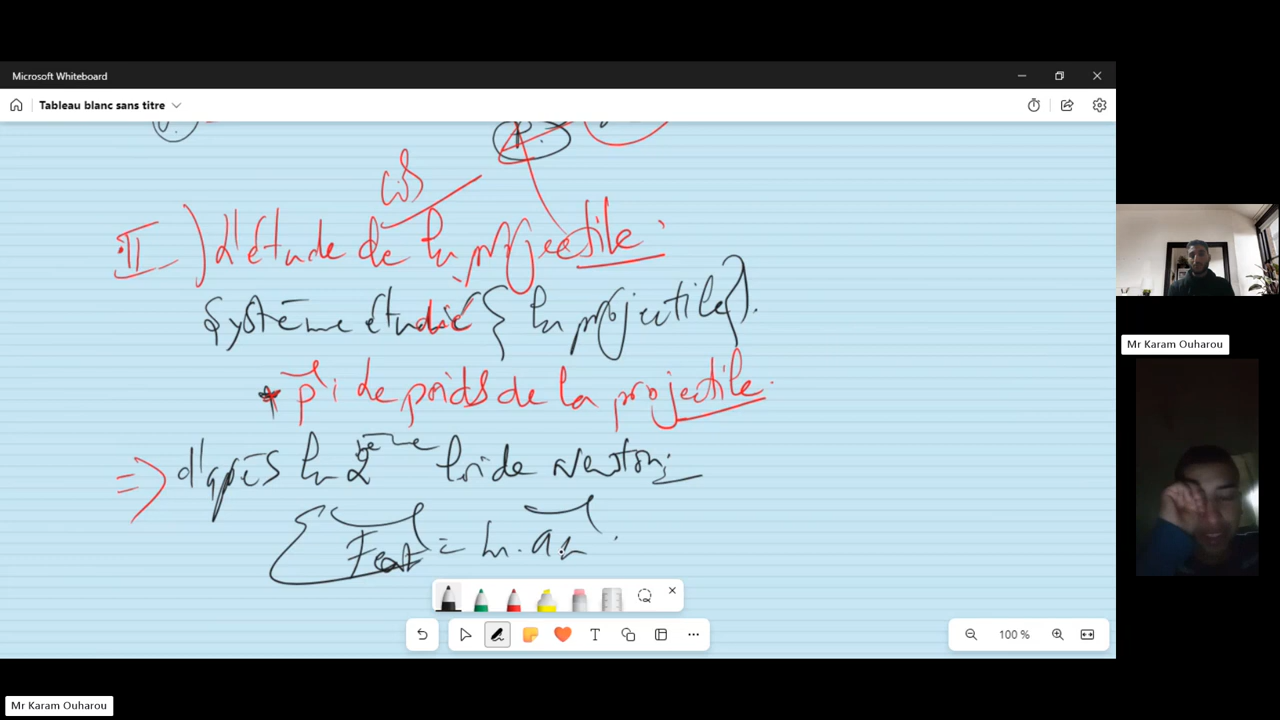 Microsoft Whiteboard
Tableau blanc sans titre
cas
II ) L'étude de la projectile :
Système étudié { la projectile }.
* P : le poids de la projectile.
=> d'après la 2ème loi de Newton :
Σ Fext = m . a
100 %
Mr Karam Ouharou
Mr Karam Ouharou